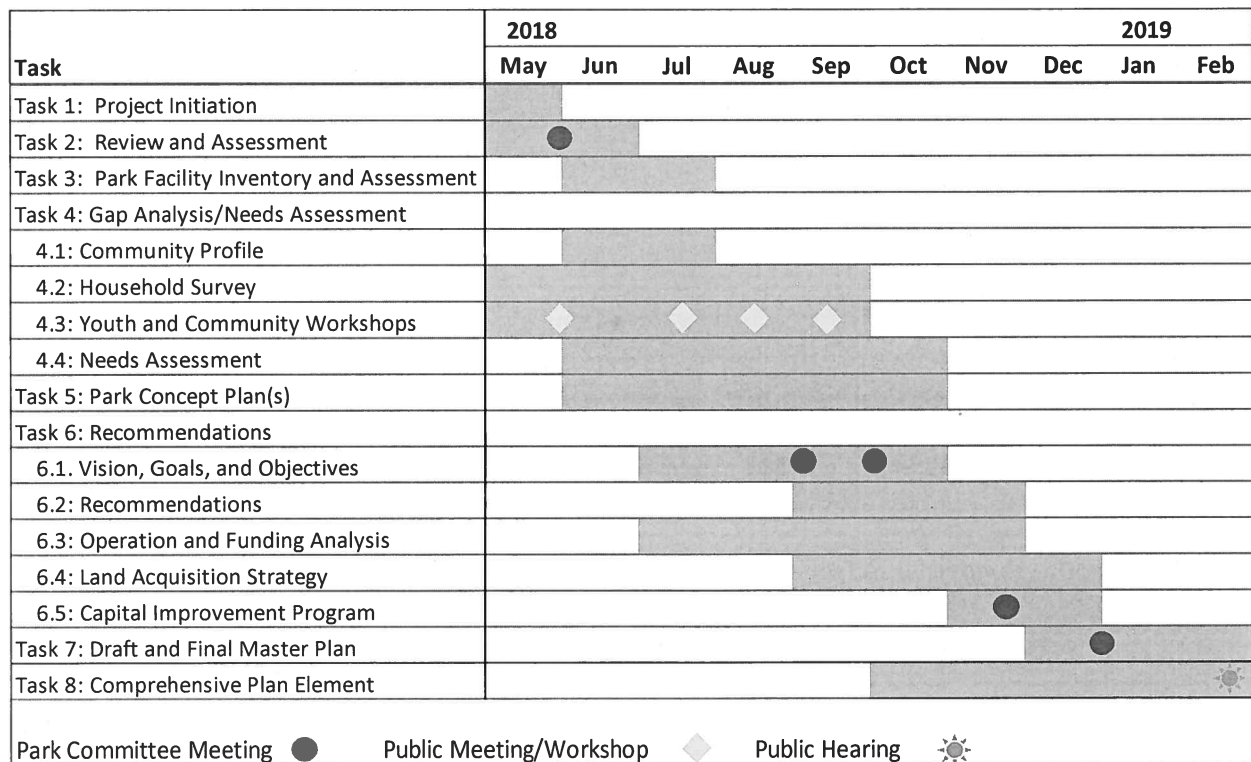 2018 2019
Task May Jun Jul Aug Sep Oct Nov Dec Jan Feb
Task 1: Project Initiation
Task 2: Review and Assessment
Task 3: Park Facility Inventory and Assessment
Task 4: Gap Analysis/Needs Assessment
4.1: Community Profile
4.2: Household Survey
4.3: Youth and Community Workshops
4.4: Needs Assessment
Task 5: Park Concept Plan(s)
Task 6: Recommendations
6.1. Vision, Goals, and Objectives
6.2: Recommendations
6.3: Operation and Funding Analysis
6.4: Land Acquisition Strategy
6.5: Capital Improvement Program
Task 7: Draft and Final Master Plan
Task 8: Comprehensive Plan Element
Park Committee Meeting Public Meeting/Workshop Public Hearing